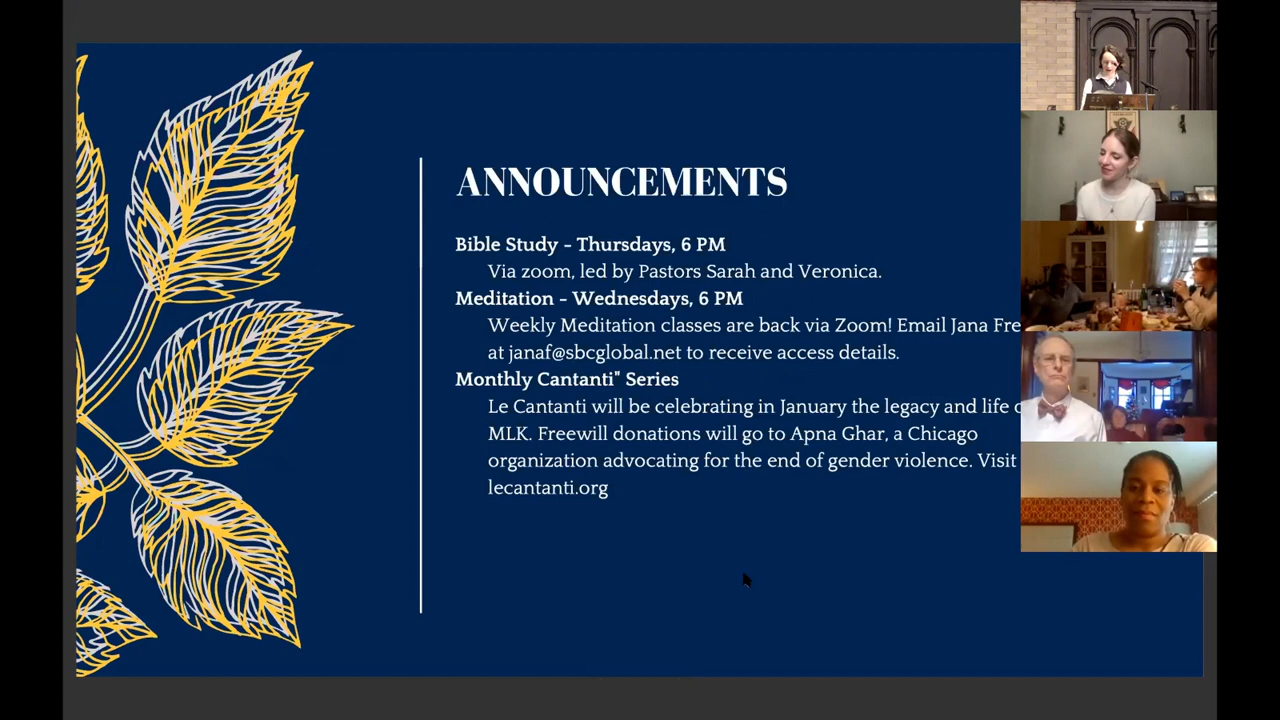 ANNOUNCEMENTS
Bible Study - Thursdays, 6 PM
Via zoom, led by Pastors Sarah and Veronica.
Meditation - Wednesdays, 6 PM
Weekly Meditation classes are back via Zoom! Email Jana
at janaf@sbcglobal.net to receive access details.
Monthly Cantanti" Series
Le Cantanti will be celebrating in January the legacy and life
MLK. Freewill donations will go to Apna Ghar, a Chicago
organization advocating for the end of gender violence. Visit
lecantanti.org